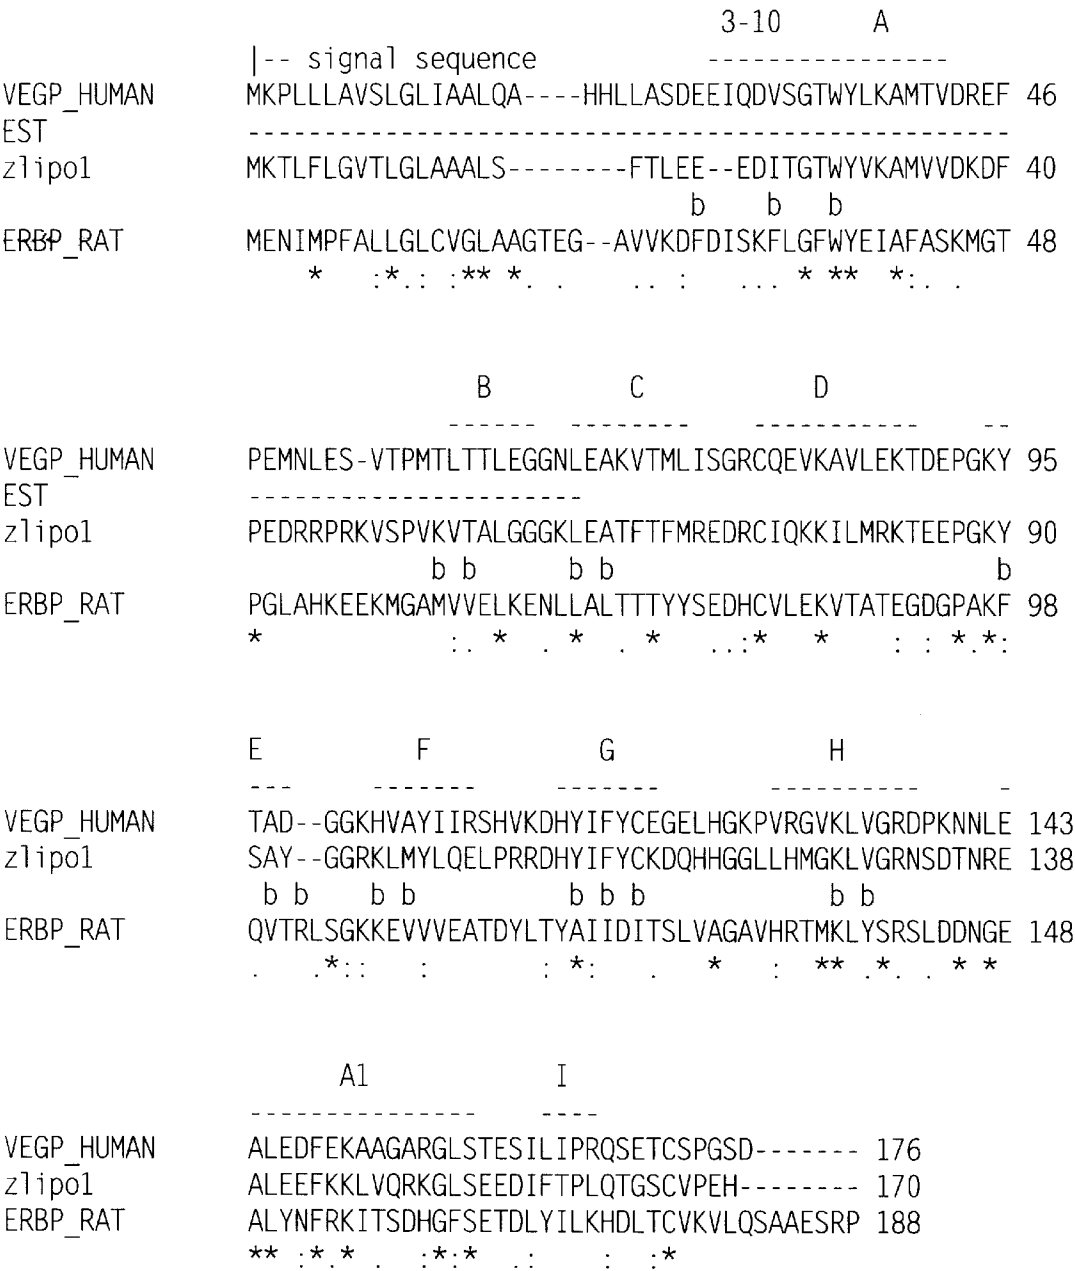 3-10 A
|-- signal sequence ----------------
VEGP_HUMAN MKPLLLAVSLGLIAALQA----HHLLASDEEIQDVSGTWYLKAMTVDREF 46
EST --------------------------------------------------
zlipo1 MKTLFLGVTLGLAAALS--------FTLEE--EDITGTWYVKAMVVDKDF 40
b b b
ERBP_RAT MENIMPFALLGLCVGLAAGTEG--AVVKDFDISKFLGFWYEIAFASKMGT 48
* :*.: :** *. . .. : ... * ** *:. .
B C D
------ -------- ----------- --
VEGP_HUMAN PEMNLES-VTPMTLTTLEGGNLEAKVTMLISGRCQEVKAVLEKTDEPGKY 95
EST ----------------------
zlipo1 PEDRRPRKVSPVKVTALGGGKLEATFTFMREDRCIQKKILMRKTEEPGKY 90
b b b b b
ERBP_RAT PGLAHKEEKMGAMVVELKENLLALTTTYYSEDHCVLEKVTATEGDGPAKF 98
* :. * . * . * ..:* * : : *.*:
E F G H
--- ------- ------- ---------- -
VEGP_HUMAN TAD--GGKHVAYIIRSHVKDHYIFYCEGELHGKPVRGVKLVGRDPKNNLE 143
zlipo1 SAY--GGRKLMYLQELPRRDHYIFYCKDQHHGGLLHMGKLVGRNSDTNRE 138
b b b b b b b b b
ERBP_RAT QVTRLSGKKEVVVEATDYLTYAIIDITSLVAGAVHRTMKLYSRSLDDNGE 148
. .*:: : : *: . * : ** .*. . * *
A1 I
--------------- ----
VEGP_HUMAN ALEDFEKAAGARGLSTESILIPRQSETCSPGSD------- 176
zlipo1 ALEEFKKLVQRKGLSEEDIFTPLQTGSCVPEH-------- 170
ERBP_RAT ALYNFRKITSDHGFSETDLYILKHDLTCVKVLQSAAESRP 188
** :*.* . :*:* .: : :*